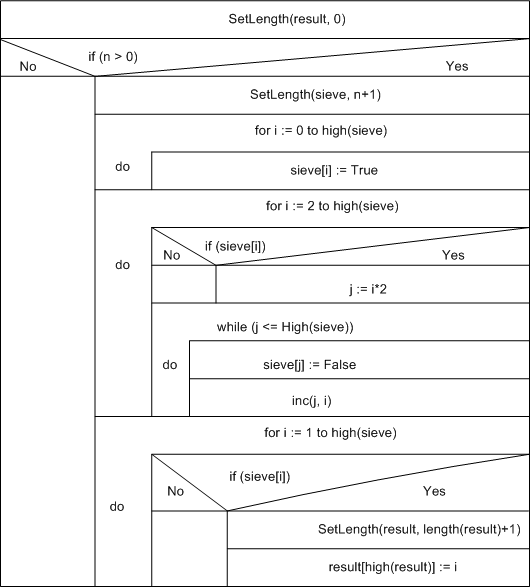 SetLength(result, 0)
if (n > 0)
No
Yes
SetLength(sieve, n+1)
for i := 0 to high(sieve)
do
sieve[i] := True
for i := 2 to high(sieve)
do
if (sieve[i])
No
Yes
j := i*2
while (j <= High(sieve))
do
sieve[j] := False
inc(j, i)
for i := 1 to high(sieve)
do
if (sieve[i])
No
Yes
SetLength(result, length(result)+1)
result[high(result)] := i